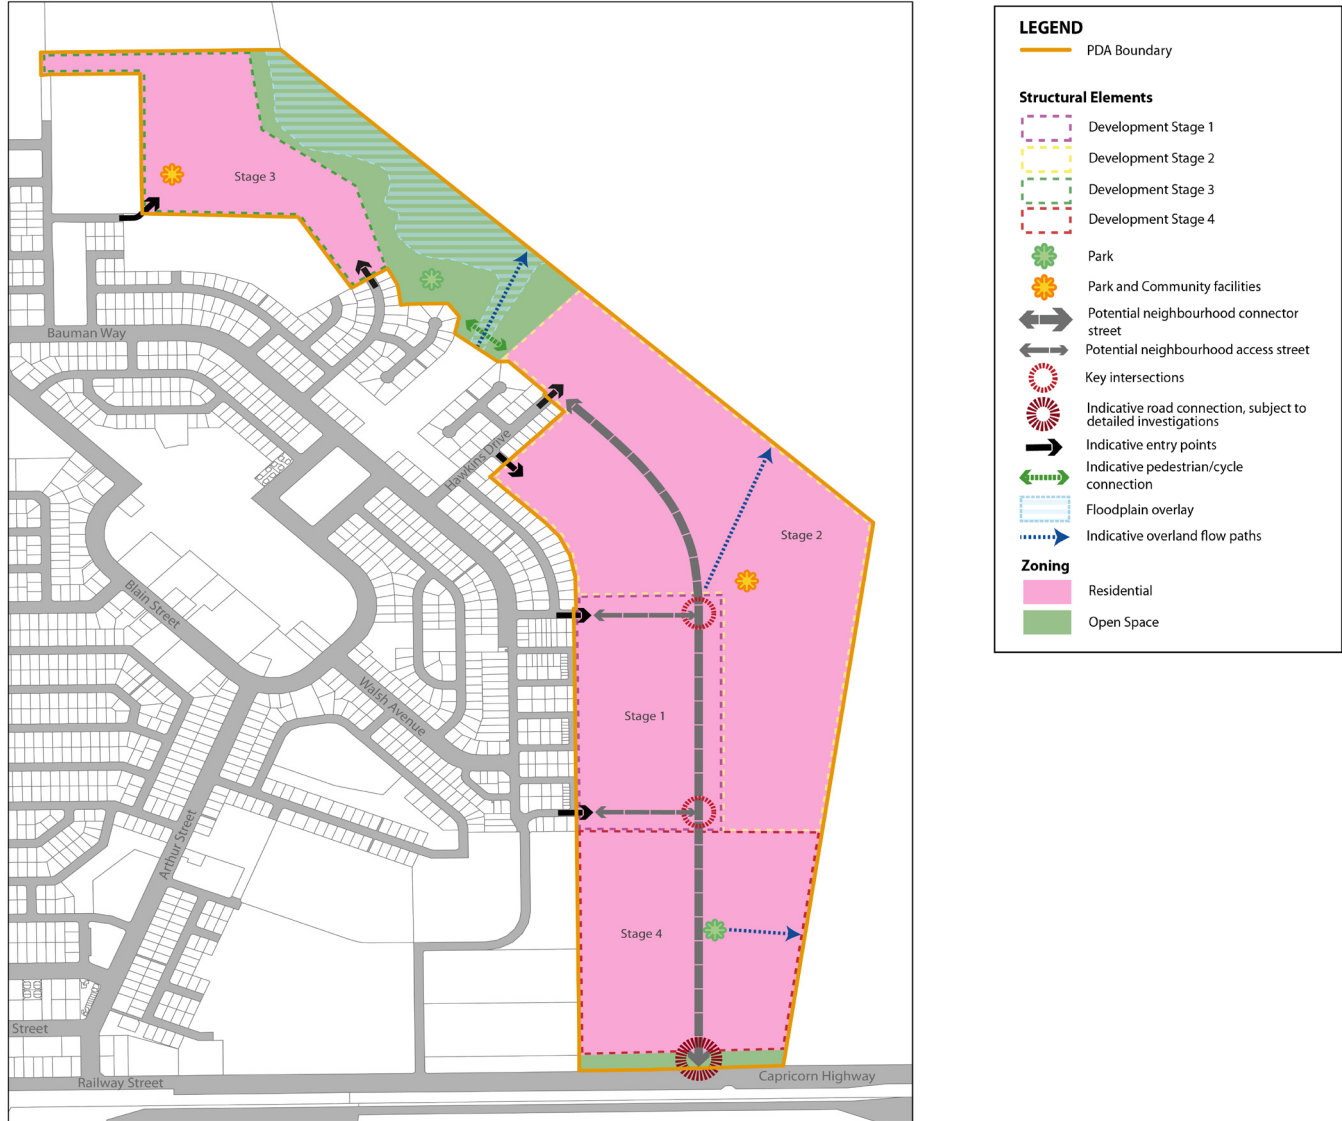 Stage 3
Bauman Way
Hawkins Drive
Stage 2
Blain Street
Walsh Avenue
Stage 1
Arthur Street
Stage 4
Street
Railway Street
Capricorn Highway
LEGEND
PDA Boundary
Structural Elements
Development Stage 1
Development Stage 2
Development Stage 3
Development Stage 4
Park
Park and Community facilities
Potential neighbourhood connector
street
Potential neighbourhood access street
Key intersections
Indicative road connection, subject to
detailed investigations
Indicative entry points
Indicative pedestrian/cycle
connection
Floodplain overlay
Indicative overland flow paths
Zoning
Residential
Open Space